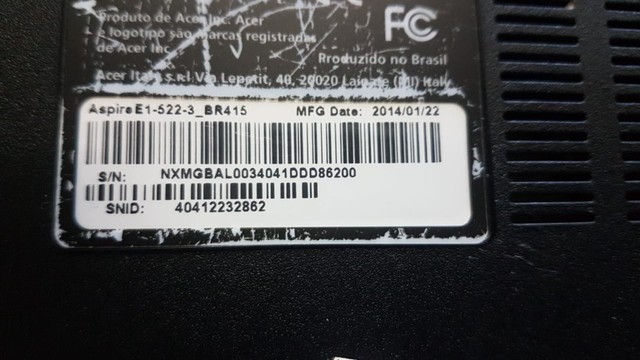 Produto de Acer Inc. Acer
e logotipo são marcas registradas
de Acer Inc.
FC
Produzido no Brasil
Acer Italy s.r.l Via Lepetit, 40, 20020 Lainate (MI) Italy
Aspire E1-522-3_BR415 MFG Date: 2014/01/22
S/N: NXMGBAL0034041DDD86200
SNID: 40412232862